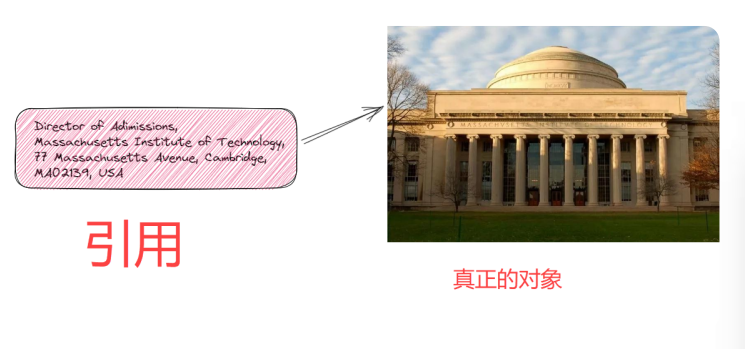 Director of Adimissions,
Massachusetts Institute of Technology,
77 Massachusetts Avenue, Cambridge,
MA02139, USA
引用
真正的对象